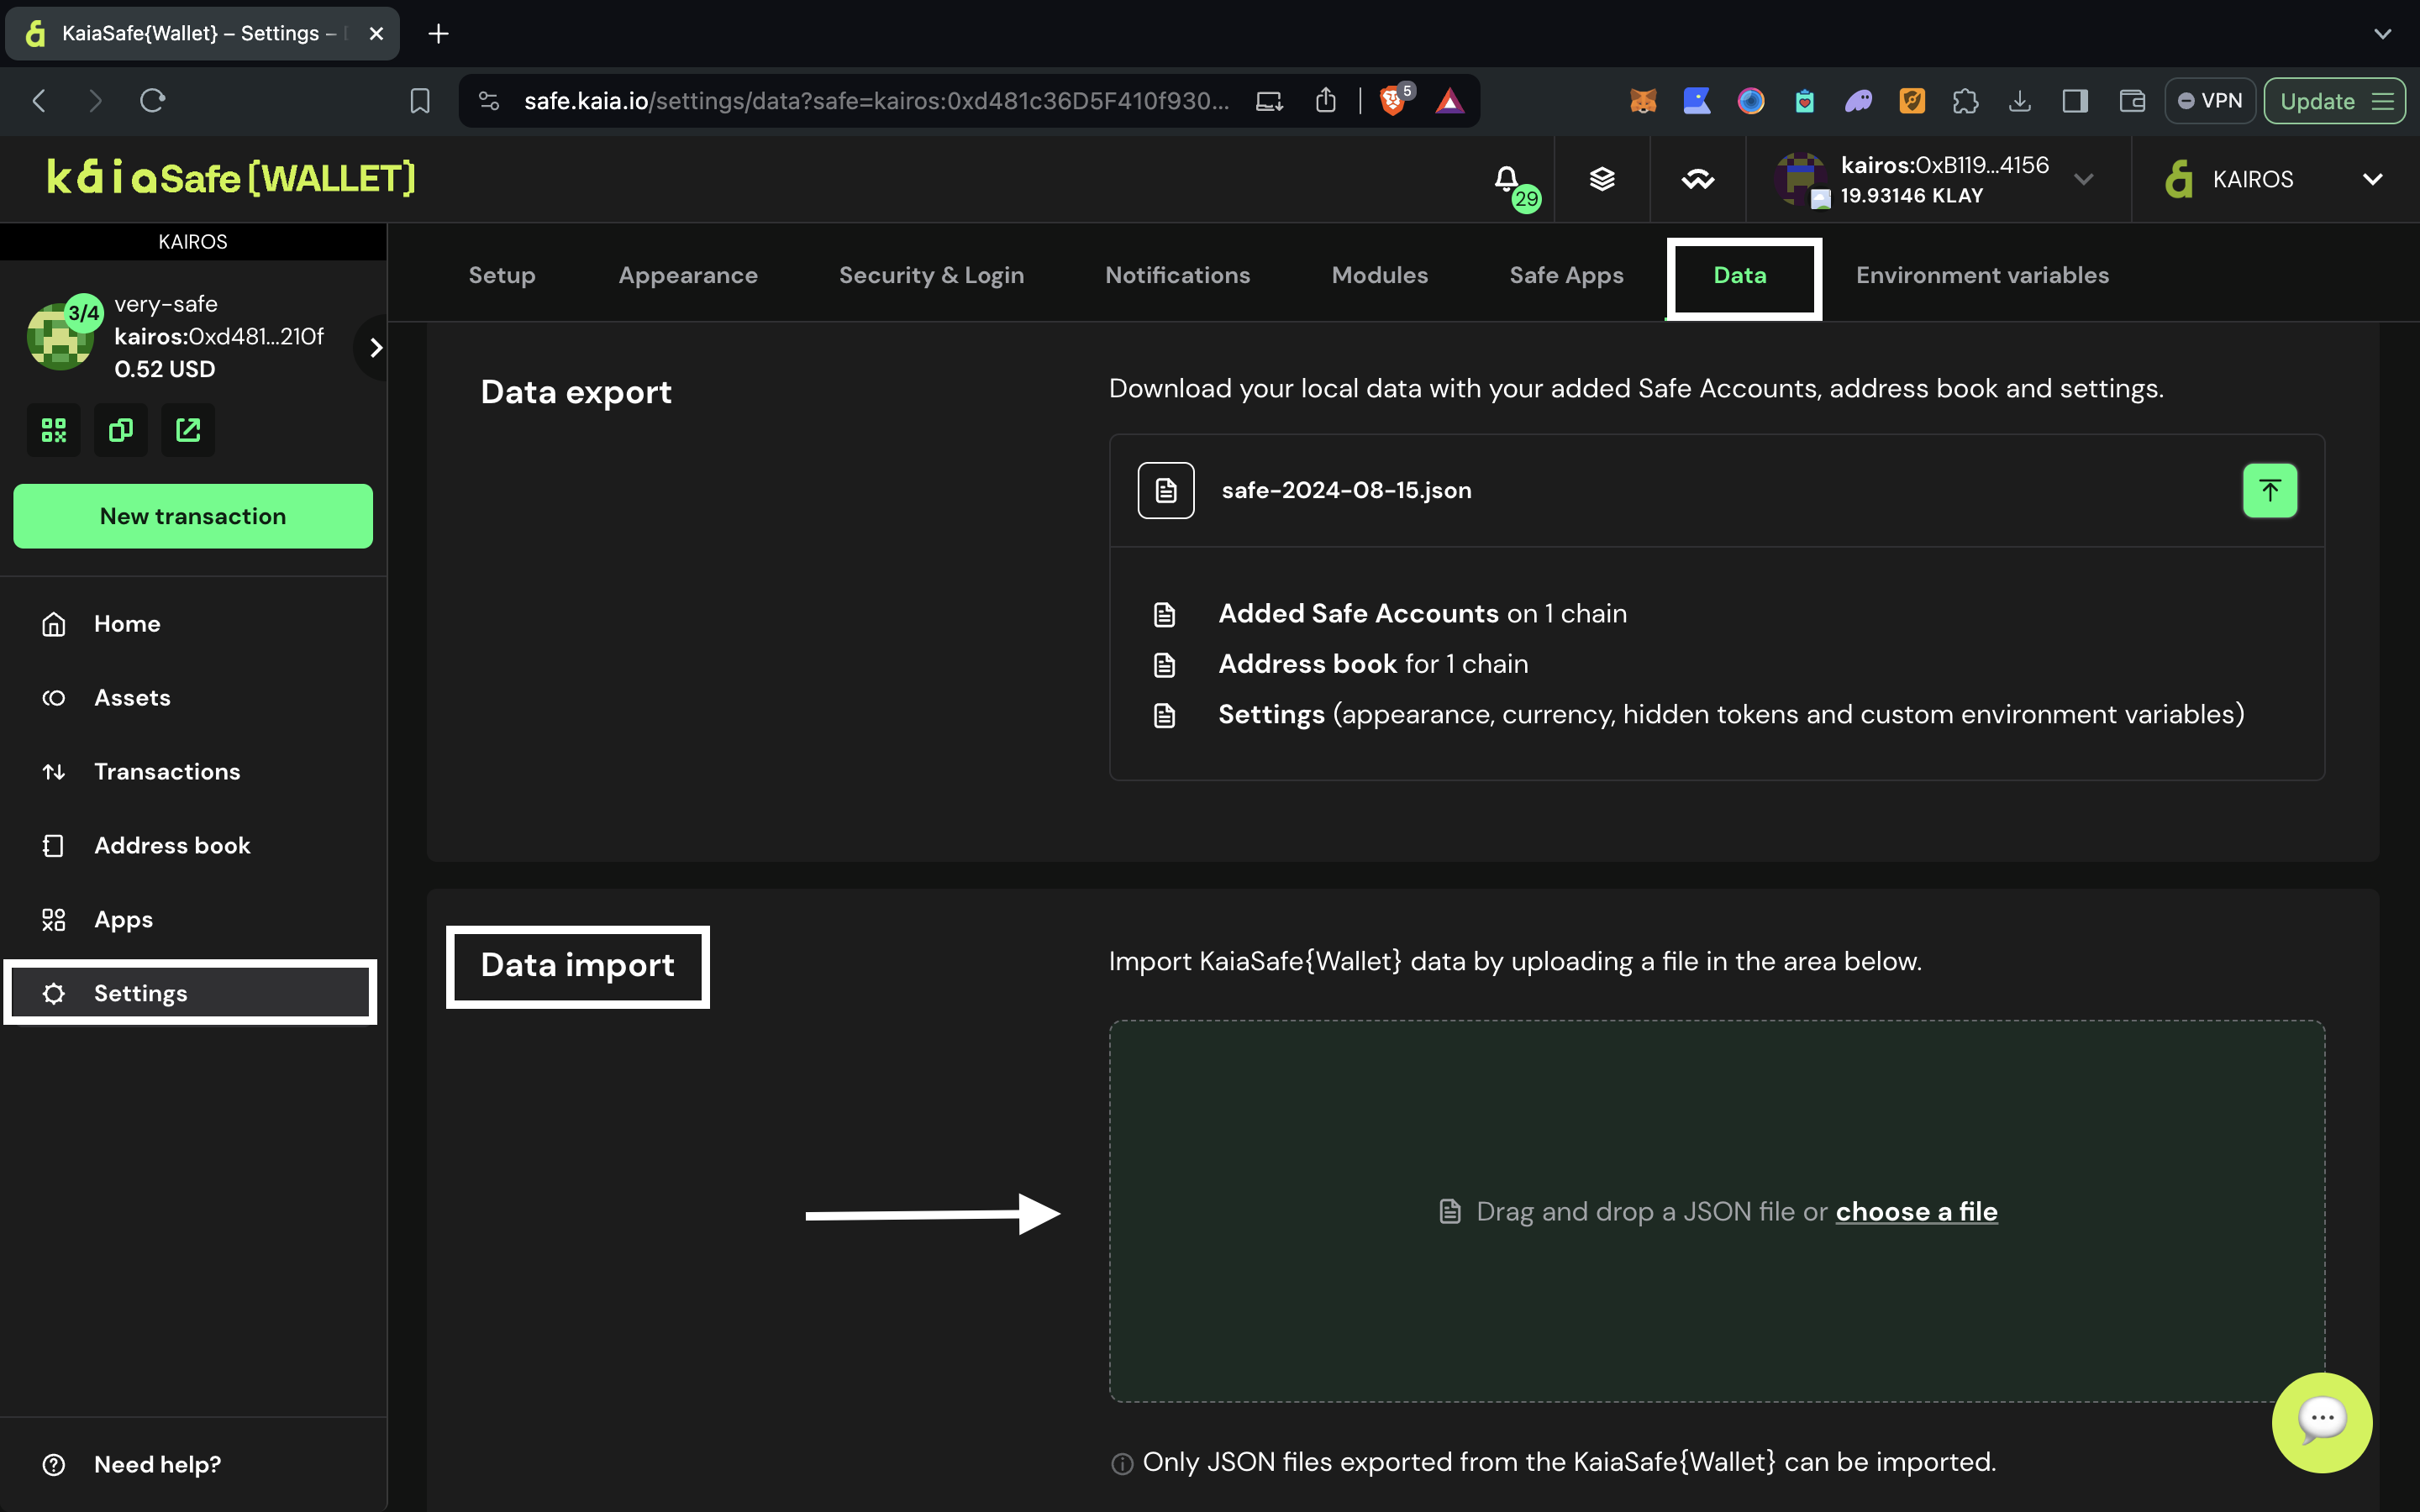 KaiaSafe{Wallet} – Settings –
safe.kaia.io/settings/data?safe=kairos:0xd481c36D5F410f930...
5
VPN
Update
kaiaSafe{WALLET}
29
kairos:0xB119...4156
19.93146 KLAY
KAIROS
KAIROS
3/4
very-safe
kairos:0xd481...210f
0.52 USD
New transaction
Home
Assets
Transactions
Address book
Apps
Settings
Need help?
Setup
Appearance
Security & Login
Notifications
Modules
Safe Apps
Data
Environment variables
Data export
Download your local data with your added Safe Accounts, address book and settings.
safe-2024-08-15.json
Added Safe Accounts on 1 chain
Address book for 1 chain
Settings (appearance, currency, hidden tokens and custom environment variables)
Data import
Import KaiaSafe{Wallet} data by uploading a file in the area below.
Drag and drop a JSON file or choose a file
Only JSON files exported from the KaiaSafe{Wallet} can be imported.